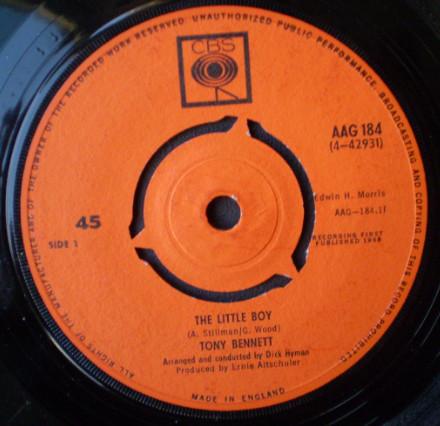 ALL RIGHTS OF THE MANUFACTURER AND OF THE OWNER OF THE RECORDED WORK RESERVED UNAUTHORIZED PUBLIC PERFORMANCE, BROADCASTING AND COPYING OF THIS RECORD PROHIBITED
CBS
AAG 184
(4-42931)
Edwin H. Morris
AAG—184.1F
45
SIDE 1
RECORDING FIRST
PUBLISHED
THE LITTLE BOY
(A. Stillman/G. Wood)
TONY BENNETT
Arranged and conducted by Dick Hyman
Produced by Ernie Altschuler
MADE IN ENGLAND